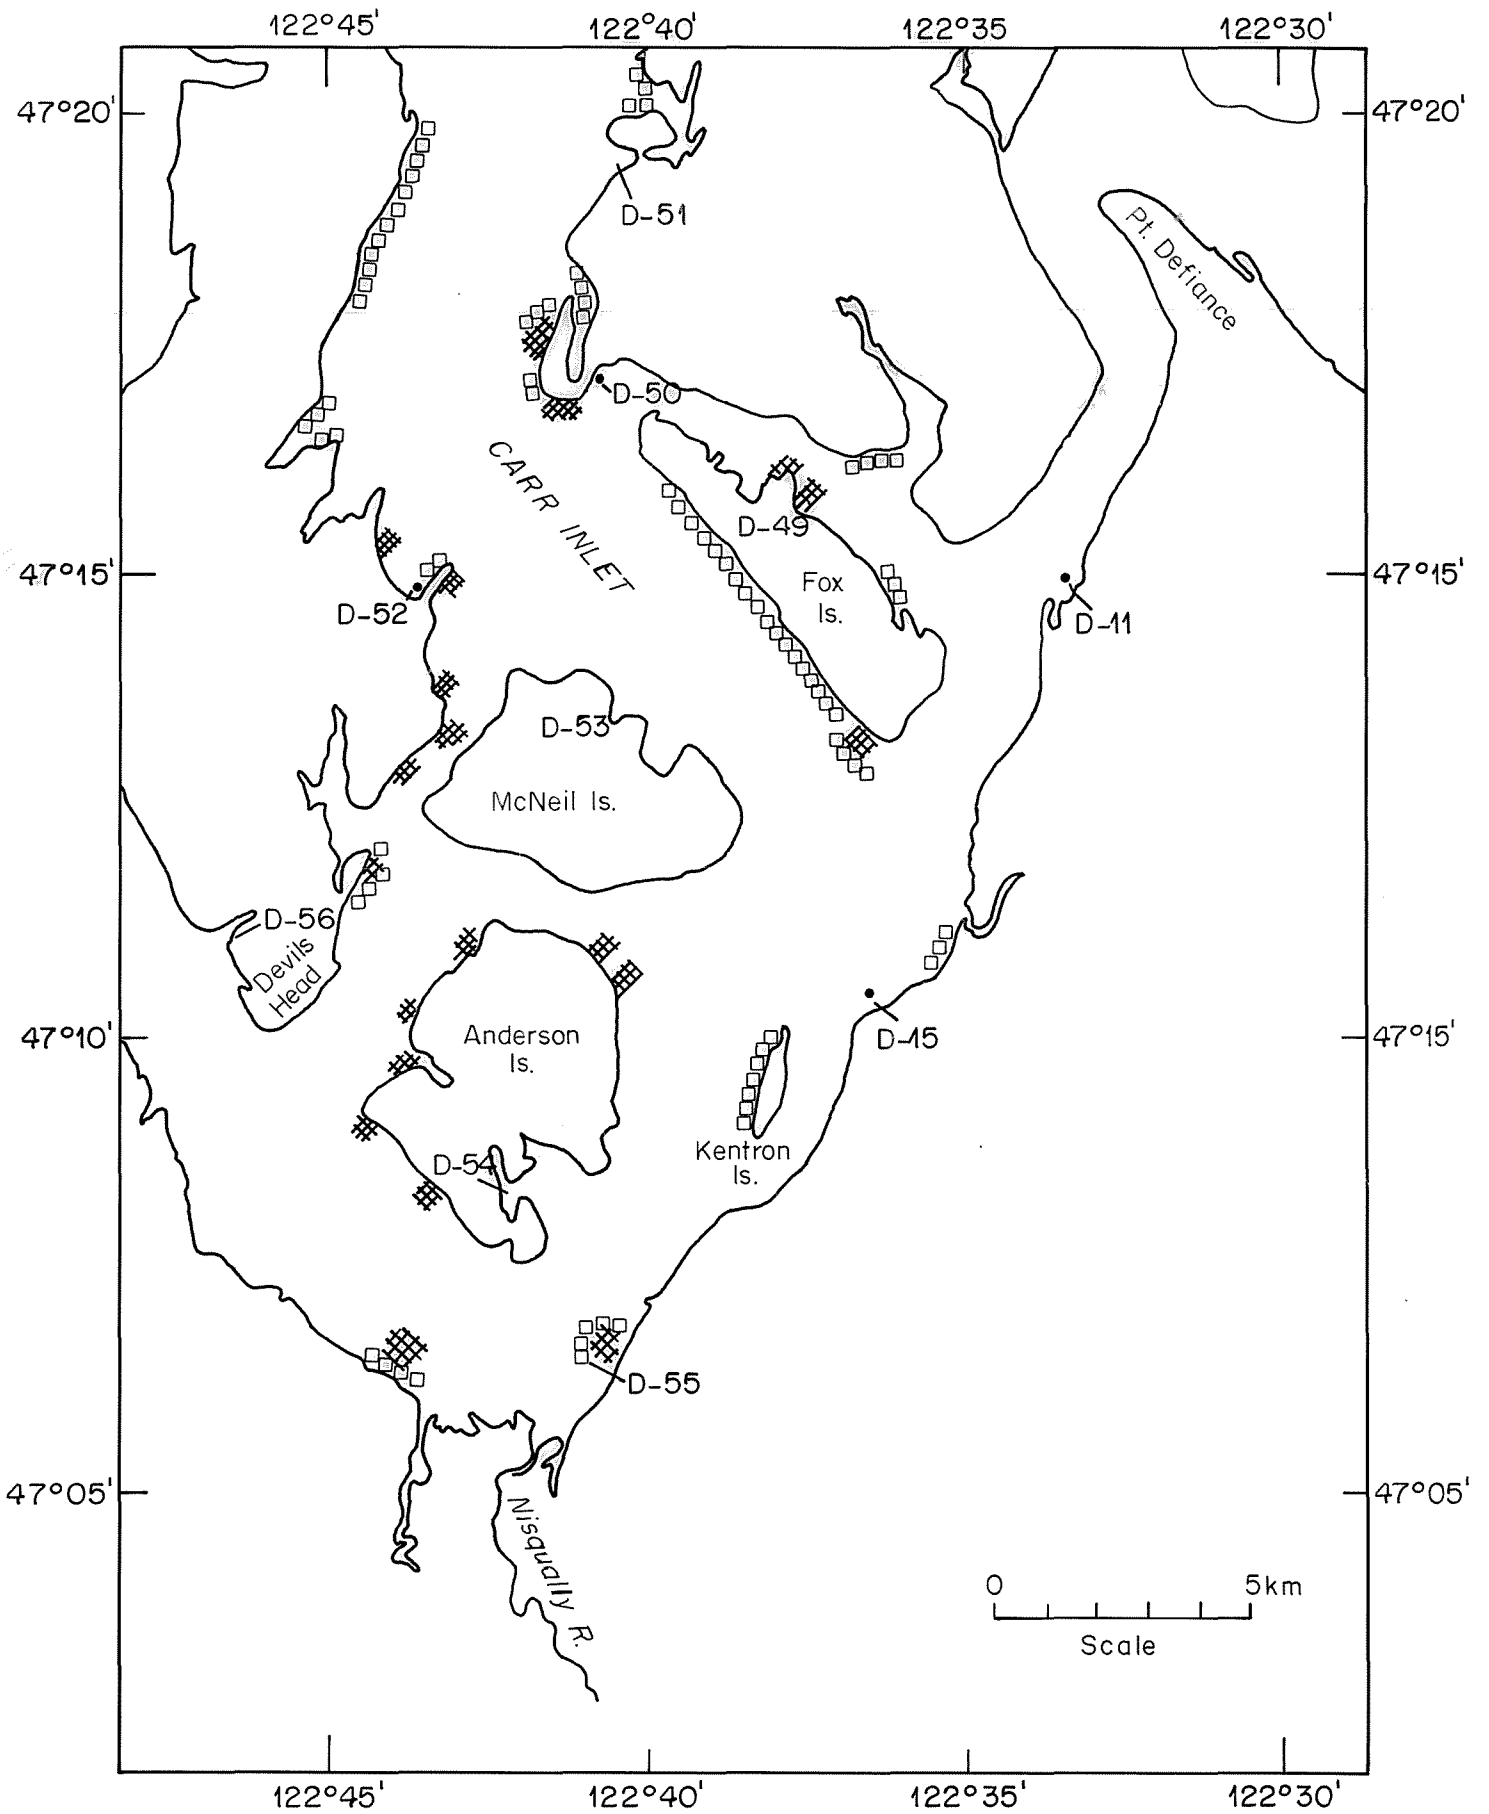 122°45' 122°40' 122°35' 122°30'
47°20' 47°20'
D-51
Pt. Defiance
D-50
CARR INLET
D-49
47°15' 47°15'
Fox
Is.
D-52
D-11
D-53
McNeil Is.
D-56
Devils
Head
47°10' 47°15'
Anderson
Is.
D-15
Kentron
Is.
D-54
D-55
47°05' 47°05'
Nisqually R.
0 5km
Scale
122°45' 122°40' 122°35' 122°30'